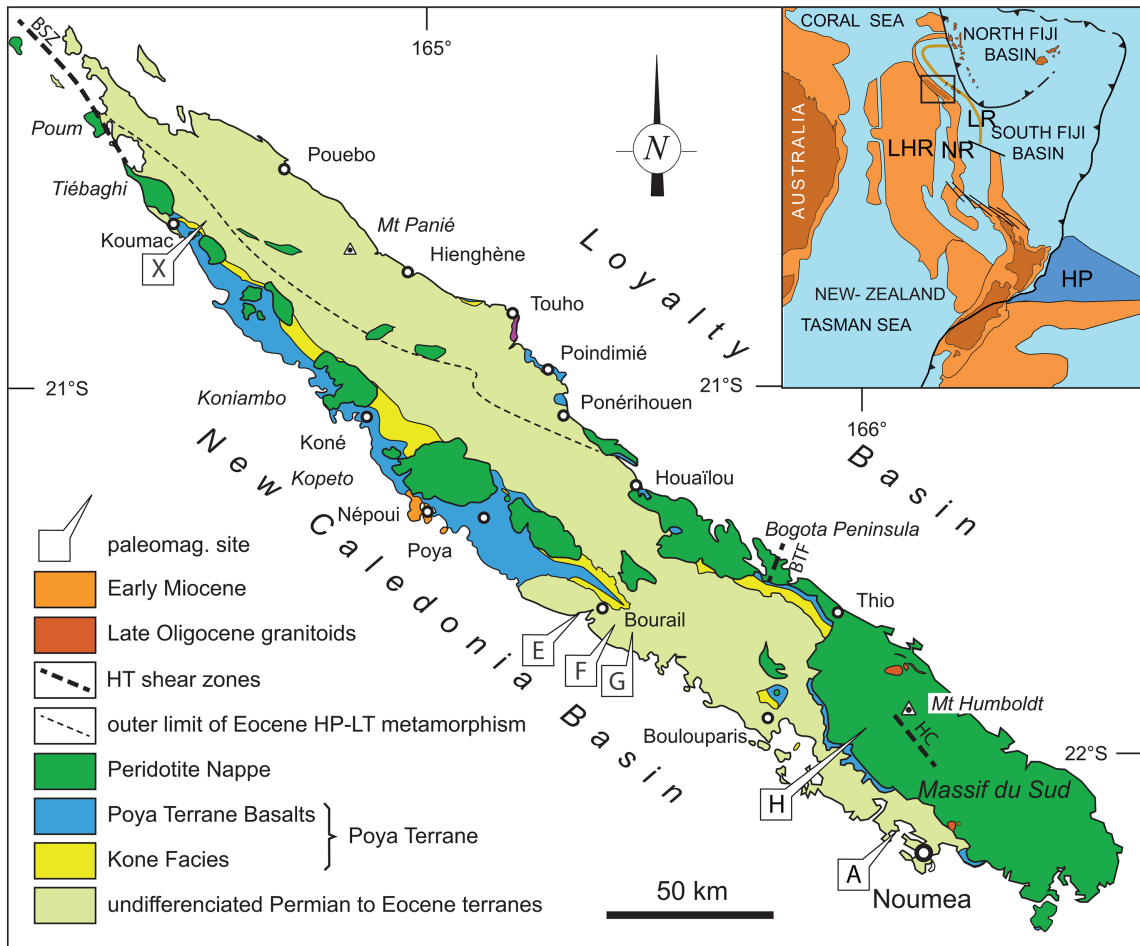 BSZ
165°
N
Poum
Pouebo
Tiébaghi
Mt Panié
Koumac
Hienghène
X
Touho
Poindimié
Loyalty
Basin
21°S
21°S
166°
Koniambo
Ponérihouen
Koné
Kopeto
Houaïlou
Népoui
Poya
Bogota Peninsula
BTF
Thio
New Caledonia Basin
E
F
G
Bourail
Mt Humboldt
HC
Boulouparis
22°S
H
Massif du Sud
A
Noumea
50 km
paleomag. site
Early Miocene
Late Oligocene granitoids
HT shear zones
outer limit of Eocene HP-LT metamorphism
Peridotite Nappe
Poya Terrane Basalts
Poya Terrane
Kone Facies
undifferenciated Permian to Eocene terranes
CORAL SEA
NORTH FIJI
BASIN
AUSTRALIA
LHR
NR
LR
SOUTH FIJI
BASIN
HP
NEW- ZEALAND
TASMAN SEA